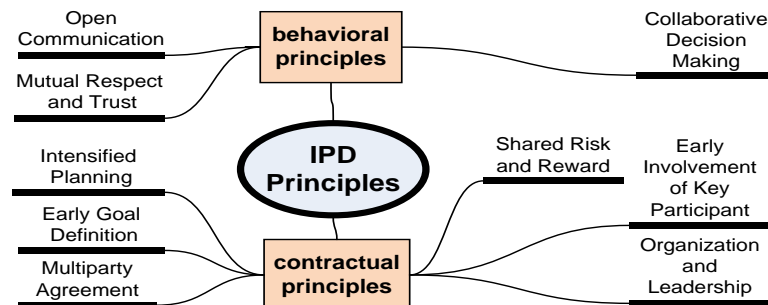 Open
Communication
Mutual Respect
and Trust
behavioral
principles
Collaborative
Decision
Making
IPD
Principles
Intensified
Planning
Early Goal
Definition
Multiparty
Agreement
contractual
principles
Shared Risk
and Reward
Early
Involvement
of Key
Participant
Organization
and
Leadership